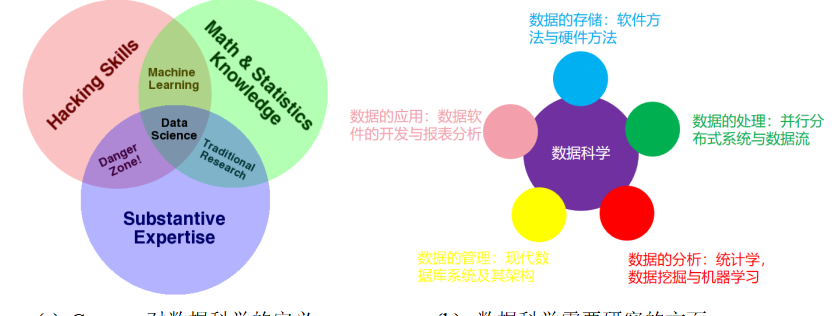 Hacking Skills
Math & Statistics
Knowledge
Machine
Learning
Data
Science
Danger
Zone!
Traditional
Research
Substantive
Expertise
数据的存储：软件方
法与硬件方法
数据的应用：数据软
件的开发与报表分析
数据的处理：并行分
布式系统与数据流
数据科学
数据的管理：现代数
据库系统及其架构
数据的分析：统计学，
数据挖掘与机器学习